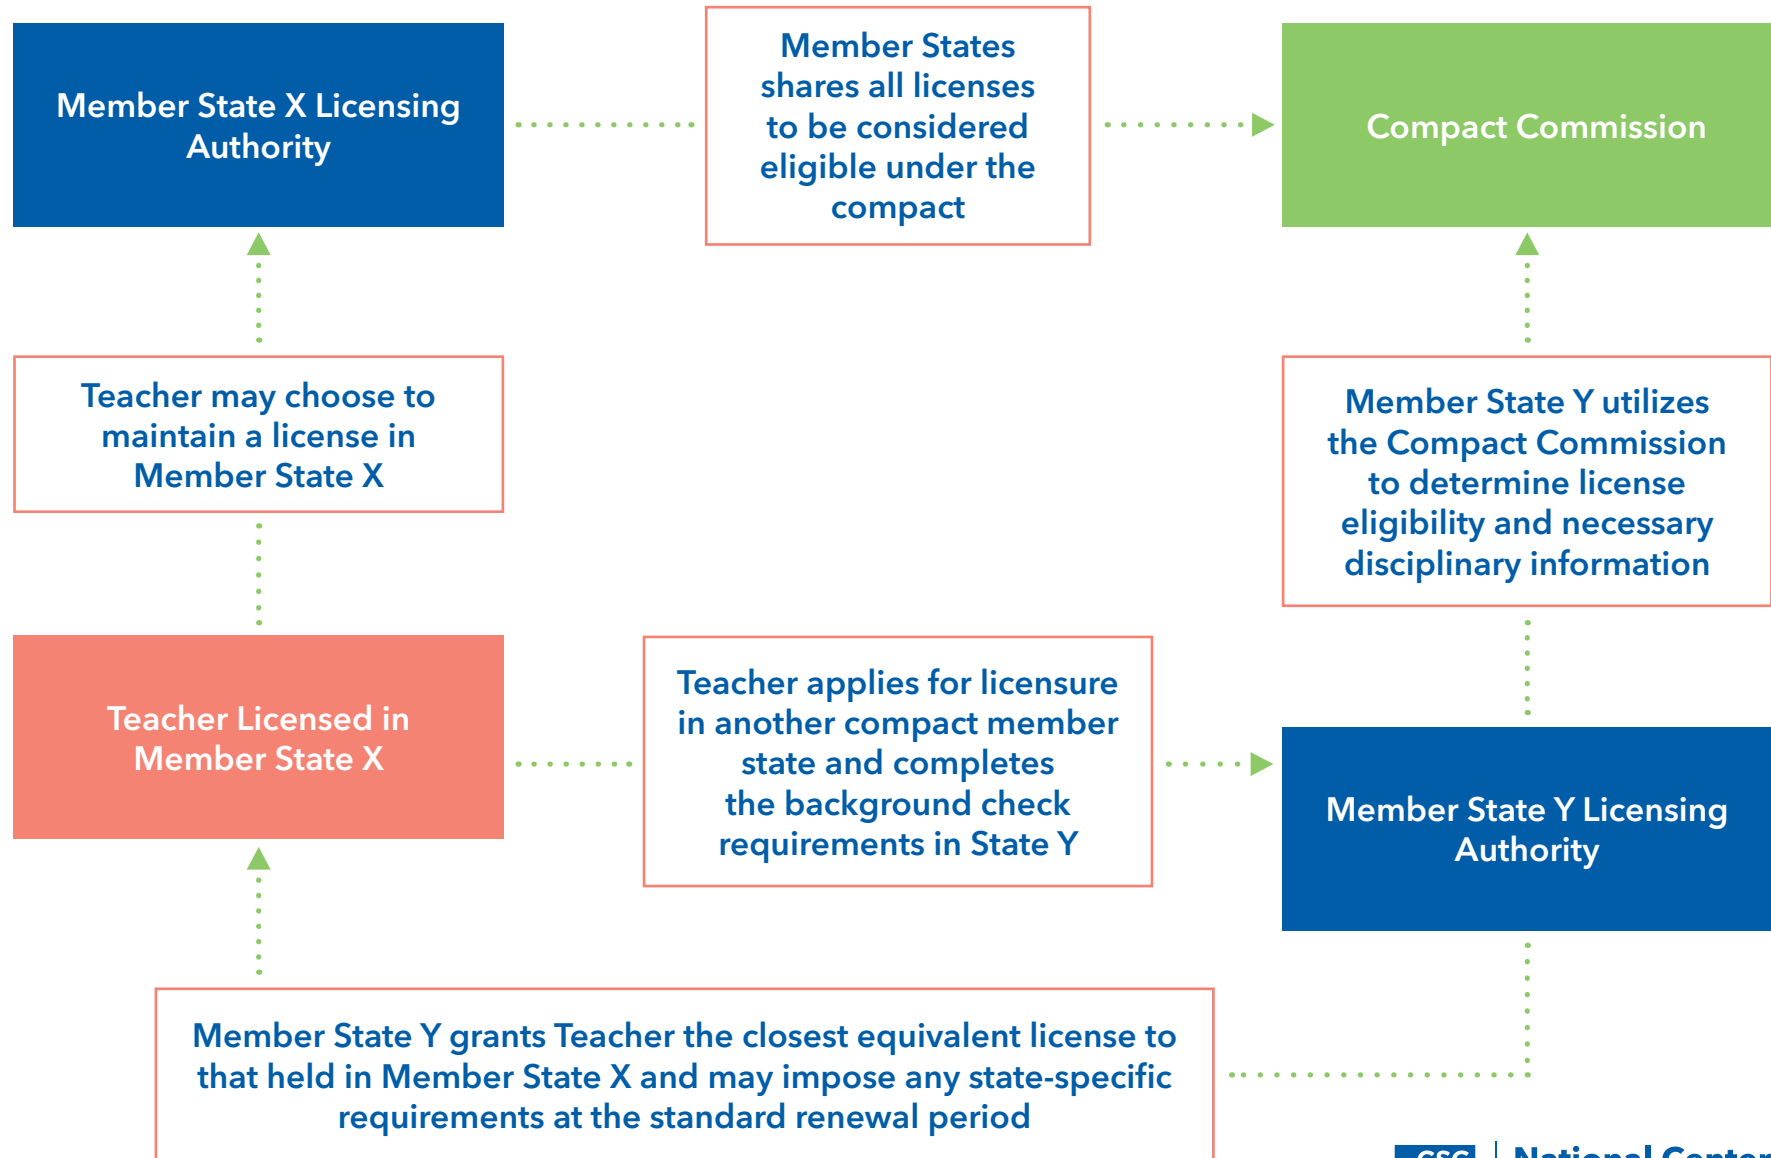 Member State X Licensing
Authority
Member States
shares all licenses
to be considered
eligible under the
compact
Compact Commission
Teacher may choose to
maintain a license in
Member State X
Member State Y utilizes
the Compact Commission
to determine license
eligibility and necessary
disciplinary information
Teacher Licensed in
Member State X
Teacher applies for licensure
in another compact member
state and completes
the background check
requirements in State Y
Member State Y Licensing
Authority
Member State Y grants Teacher the closest equivalent license to
that held in Member State X and may impose any state-specific
requirements at the standard renewal period
CSG
National Center